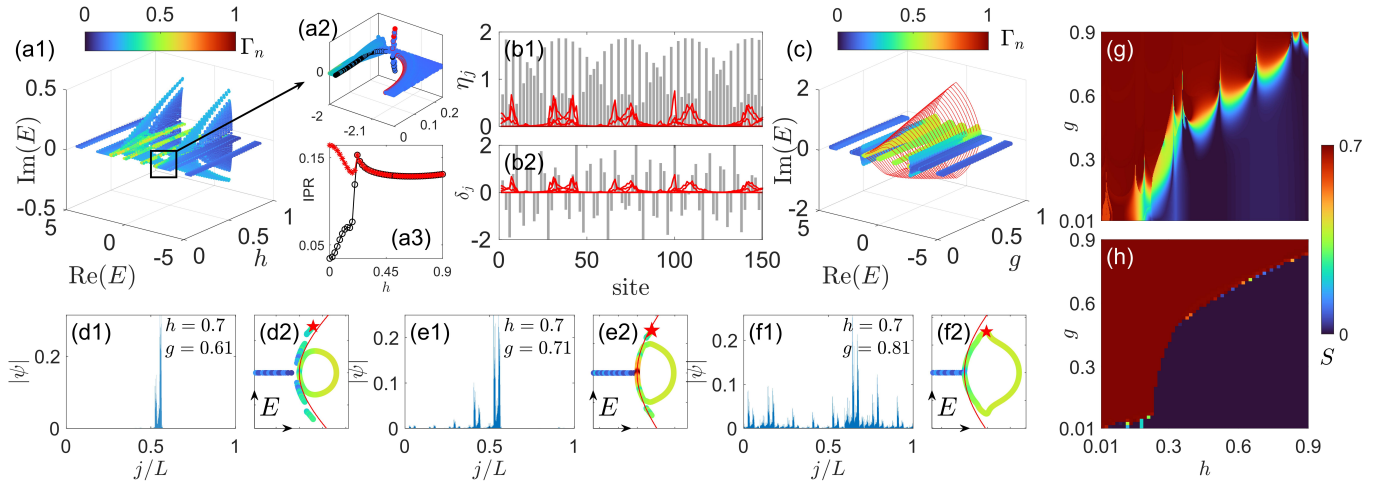 0 0.5 1
Γn
(a1)
0.5
0
-0.5
Im(E)
5
0
-5
Re(E)
0
0.5
1
h
(a2)
0
-2
-2.1
0
0.1
0.2
0.15
0.05
IPR
(a3)
0 0.45 0.9
h
(b1)
2
1
0
ηj
(b2)
2
0
-2
δj
0 50 100 150
site
0 0.5 1
Γn
(c)
2
0
-2
Im(E)
5
0
-5
Re(E)
0
0.5
1
g
(g)
0.9
0.6
0.3
0.01
g
(h)
0.9
0.6
0.3
0.01
g
0.01 0.3 0.6 0.9
h
0.7
0
S
(d1)
h = 0.7
g = 0.61
0.2
0
|ψ|
0 0.5 1
j/L
(d2)
E
(e1)
h = 0.7
g = 0.71
0.2
0.1
0
|ψ|
0 0.5 1
j/L
(e2)
E
(f1)
h = 0.7
g = 0.81
0.1
0
|ψ|
0 0.5 1
j/L
(f2)
E